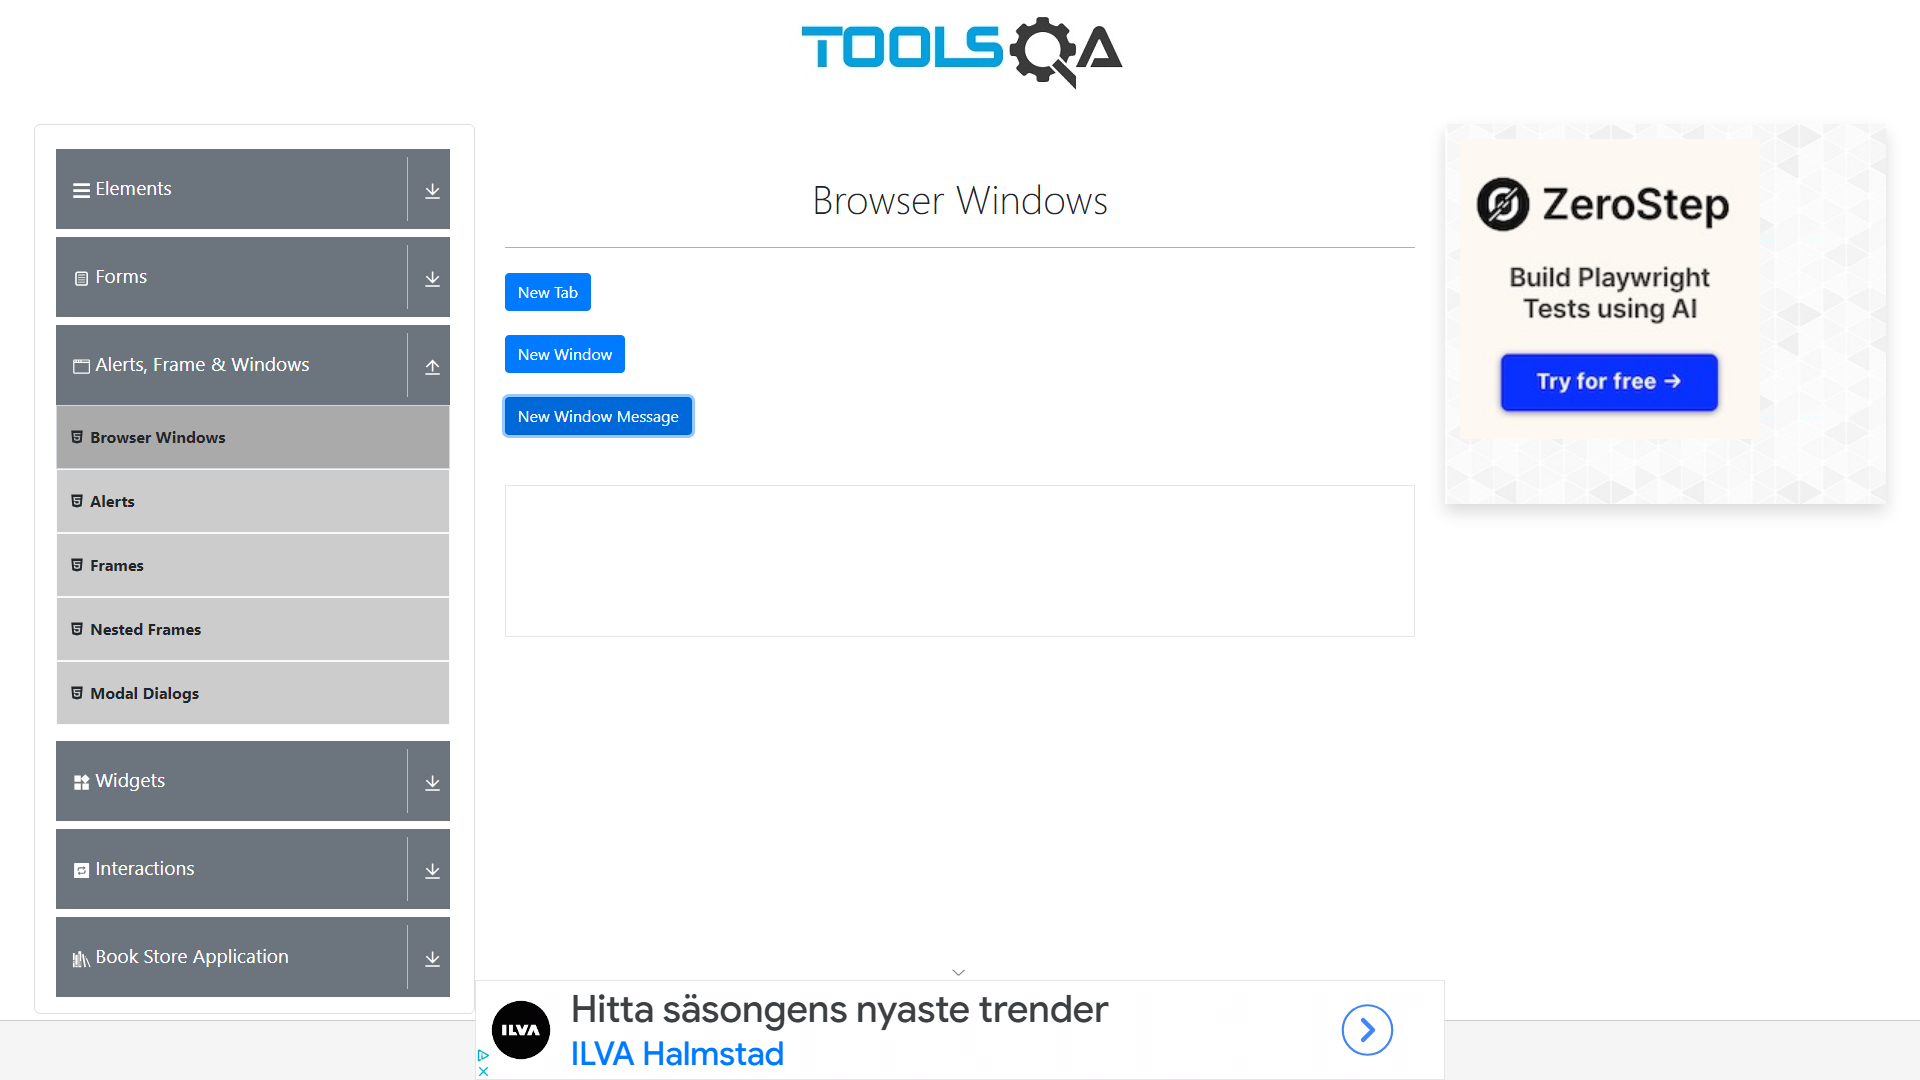 TOOLSQA
Elements
Forms
Alerts, Frame & Windows
Browser Windows
Alerts
Frames
Nested Frames
Modal Dialogs
Widgets
Interactions
Book Store Application
Browser Windows
New Tab
New Window
New Window Message
ZeroStep
Build Playwright
Tests using AI
Try for free →
ILVA
Hitta säsongens nyaste trender
ILVA Halmstad